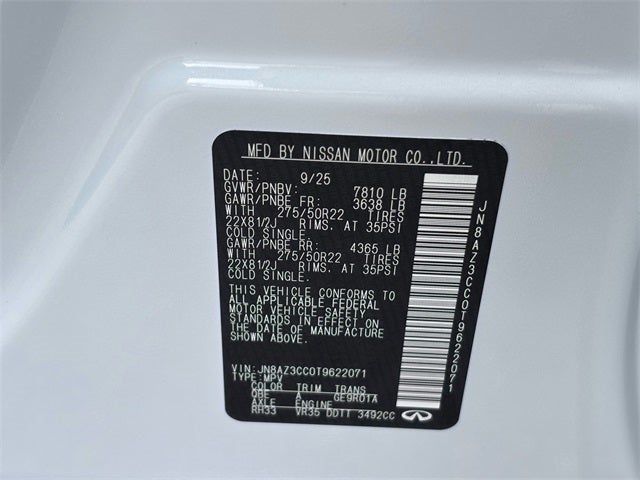 MFD BY NISSAN MOTOR CO.,LTD.
DATE: 9/25
GVWR/PNBV: 7810 LB
GAWR/PNBE FR: 3638 LB
WITH 275/50R22 TIRES
22X81/2J RIMS. AT 35PSI
COLD SINGLE.
GAWR/PNBE RR: 4365 LB
WITH 275/50R22 TIRES
22X81/2J RIMS. AT 35PSI
COLD SINGLE.
THIS VEHICLE CONFORMS TO
ALL APPLICABLE FEDERAL
MOTOR VEHICLE SAFETY
STANDARDS IN EFFECT ON
THE DATE OF MANUFACTURE
SHOWN ABOVE.
VIN: JN8AZ3CC0T9622071
TYPE: MPV
COLOR TRIM TRANS
QBE A GE9R01A
AXLE ENGINE
RH33 VR35 DDTT 3492CC
JN8AZ3CC0T9622071